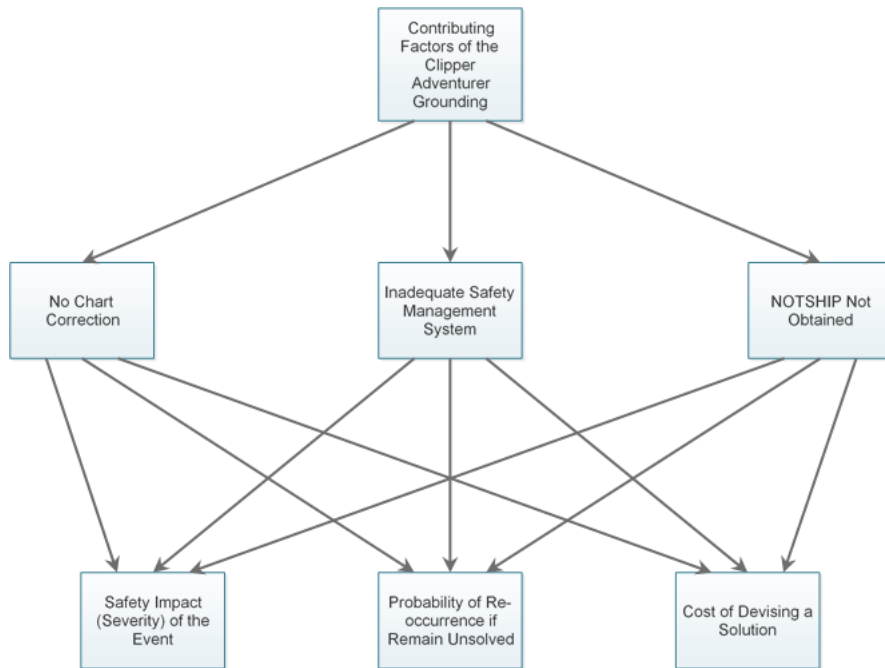 Contributing
Factors of the
Clipper
Adventurer
Grounding
No Chart
Correction
Inadequate Safety
Management
System
NOTSHIP Not
Obtained
Safety Impact
(Severity) of the
Event
Probability of Re-
occurrence if
Remain Unsolved
Cost of Devising a
Solution